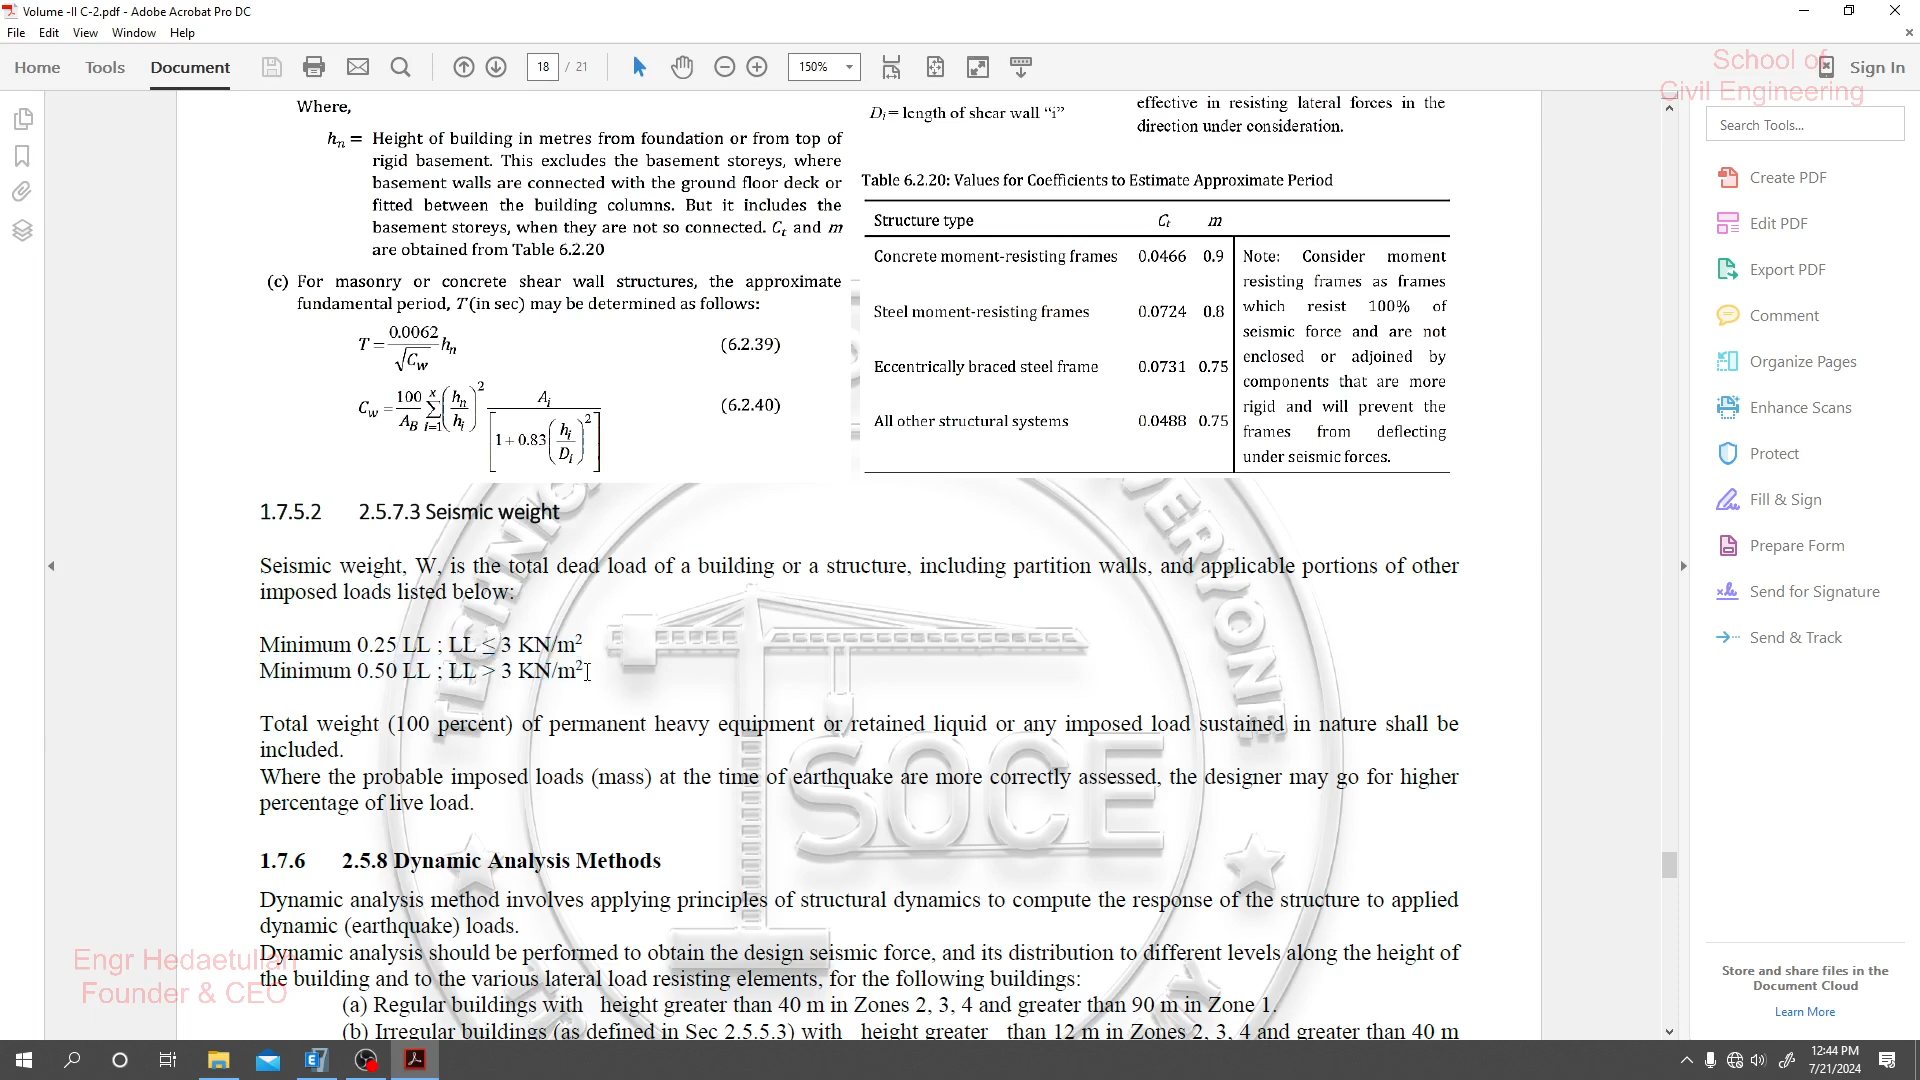 Volume -II C-2.pdf - Adobe Acrobat Pro DC
File Edit View Window Help
Home Tools Document 18 / 21 150% Sign In
School of
Civil Engineering
Where,
hₙ = Height of building in metres from foundation or from top of
rigid basement. This excludes the basement storeys, where
basement walls are connected with the ground floor deck or
fitted between the building columns. But it includes the
basement storeys, when they are not so connected. Cₜ and m
are obtained from Table 6.2.20
(c) For masonry or concrete shear wall structures, the approximate
fundamental period, T (in sec) may be determined as follows:
T = 0.0062/√C_w hₙ (6.2.39)
C_w = 100/A_B Σ_{i=1}^{x} (hₙ/hᵢ)² Aᵢ/[1+0.83(hᵢ/Dᵢ)²] (6.2.40)
Dᵢ = length of shear wall “i”
effective in resisting lateral forces in the
direction under consideration.
Table 6.2.20: Values for Coefficients to Estimate Approximate Period
Structure type Cₜ m
Concrete moment-resisting frames 0.0466 0.9
Steel moment-resisting frames 0.0724 0.8
Eccentrically braced steel frame 0.0731 0.75
All other structural systems 0.0488 0.75
Note: Consider moment
resisting frames as frames
which resist 100% of
seismic force and are not
enclosed or adjoined by
components that are more
rigid and will prevent the
frames from deflecting
under seismic forces.
1.7.5.2 2.5.7.3 Seismic weight
Seismic weight, W, is the total dead load of a building or a structure, including partition walls, and applicable portions of other
imposed loads listed below:
Minimum 0.25 LL ; LL ≤ 3 KN/m²
Minimum 0.50 LL ; LL > 3 KN/m²
Total weight (100 percent) of permanent heavy equipment or retained liquid or any imposed load sustained in nature shall be
included.
Where the probable imposed loads (mass) at the time of earthquake are more correctly assessed, the designer may go for higher
percentage of live load.
1.7.6 2.5.8 Dynamic Analysis Methods
Dynamic analysis method involves applying principles of structural dynamics to compute the response of the structure to applied
dynamic (earthquake) loads.
Dynamic analysis should be performed to obtain the design seismic force, and its distribution to different levels along the height of
the building and to the various lateral load resisting elements, for the following buildings:
(a) Regular buildings with height greater than 40 m in Zones 2, 3, 4 and greater than 90 m in Zone 1.
(b) Irregular buildings (as defined in Sec 2.5.5.3) with height greater than 12 m in Zones 2, 3, 4 and greater than 40 m
SOCE
Engr Hedaetullah
Founder & CEO
Search Tools...
Create PDF
Edit PDF
Export PDF
Comment
Organize Pages
Enhance Scans
Protect
Fill & Sign
Prepare Form
Send for Signature
Send & Track
Store and share files in the
Document Cloud
Learn More
12:44 PM
7/21/2024